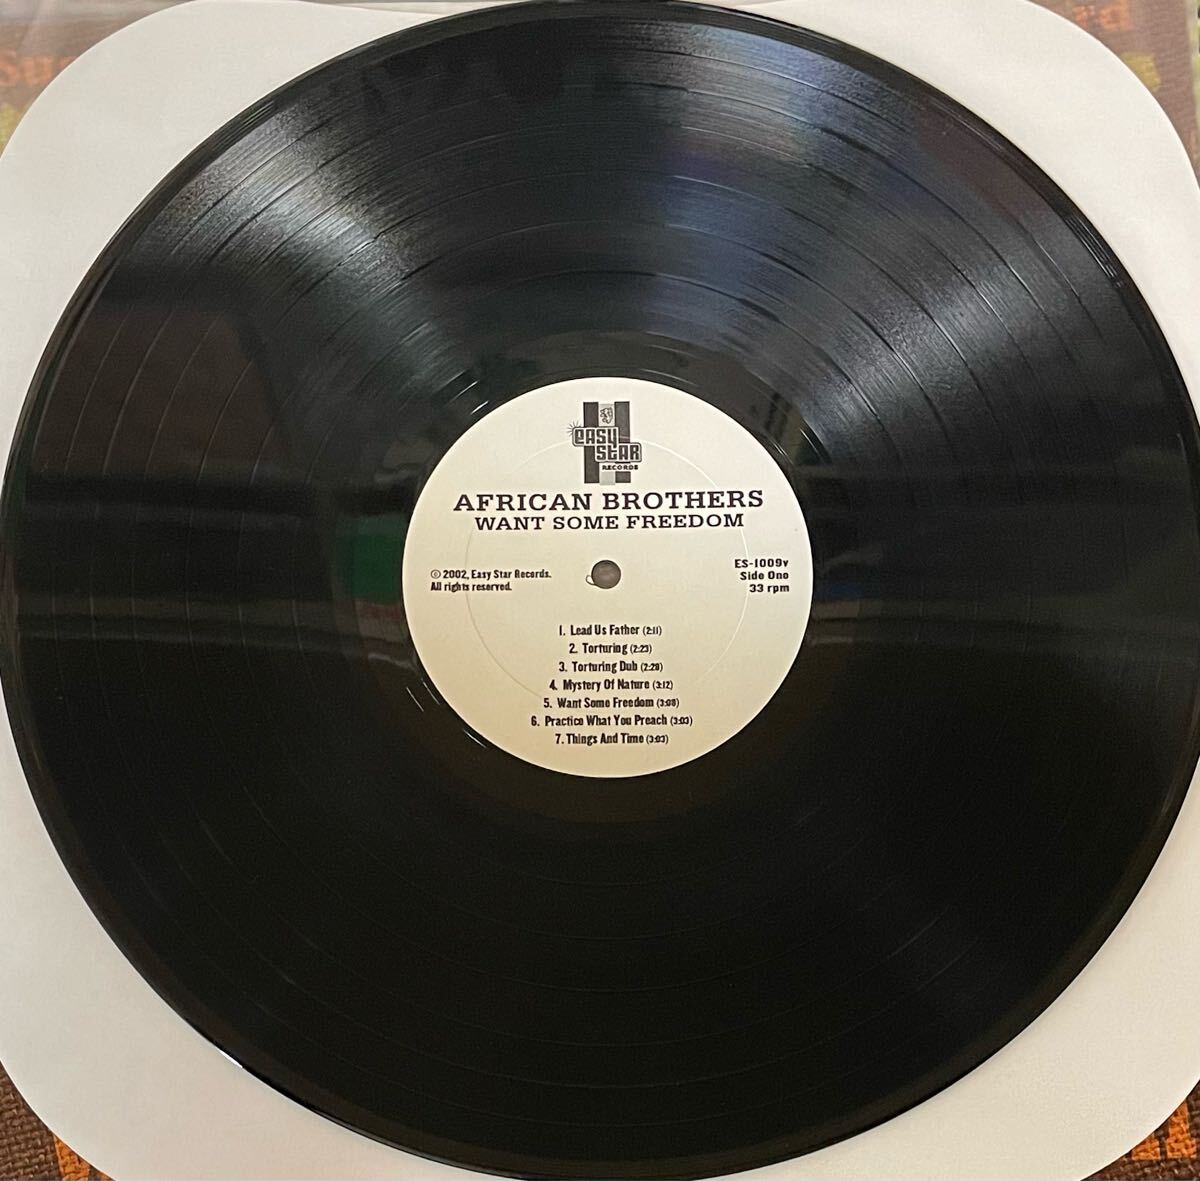 easy
star
RECORDS
AFRICAN BROTHERS
WANT SOME FREEDOM
℗ 2002, Easy Star Records.
All rights reserved.
ES-1009v
Side One
33 rpm
1. Lead Us Father (2:11)
2. Torturing (2:23)
3. Torturing Dub (2:28)
4. Mystery Of Nature (3:12)
5. Want Some Freedom (3:08)
6. Practice What You Preach (3:03)
7. Things And Time (3:03)